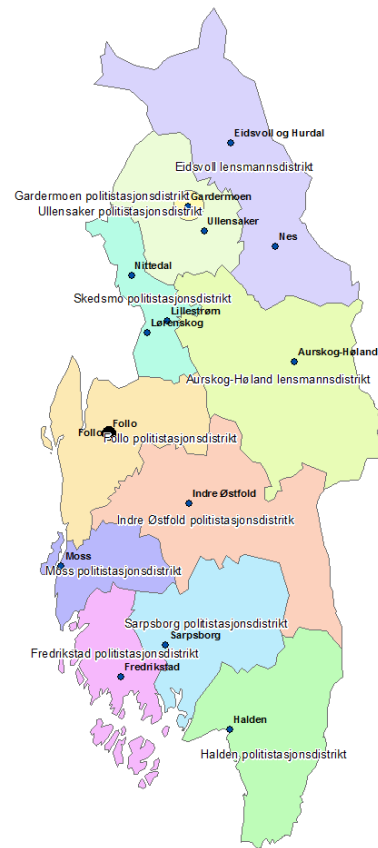 Eidsvoll og Hurdal
Eidsvoll lensmannsdistrikt
Gardermoen politistasjonsdistrikt
Gardermoen
Ullensaker politistasjonsdistrikt
Ullensaker
Nes
Nittedal
Skedsmo politistasjonsdistrikt
Lillestrøm
Lørenskog
Aurskog-Høland
Aurskog-Høland lensmannsdistrikt
Follo
Follo
Follo politistasjonsdistrikt
Indre Østfold
Indre Østfold politistasjonsdistritk
Moss
Moss politistasjonsdistrikt
Sarpsborg politistasjonsdistrikt
Sarpsborg
Fredrikstad politistasjonsdistrikt
Fredrikstad
Halden
Halden politistasjonsdistrikt